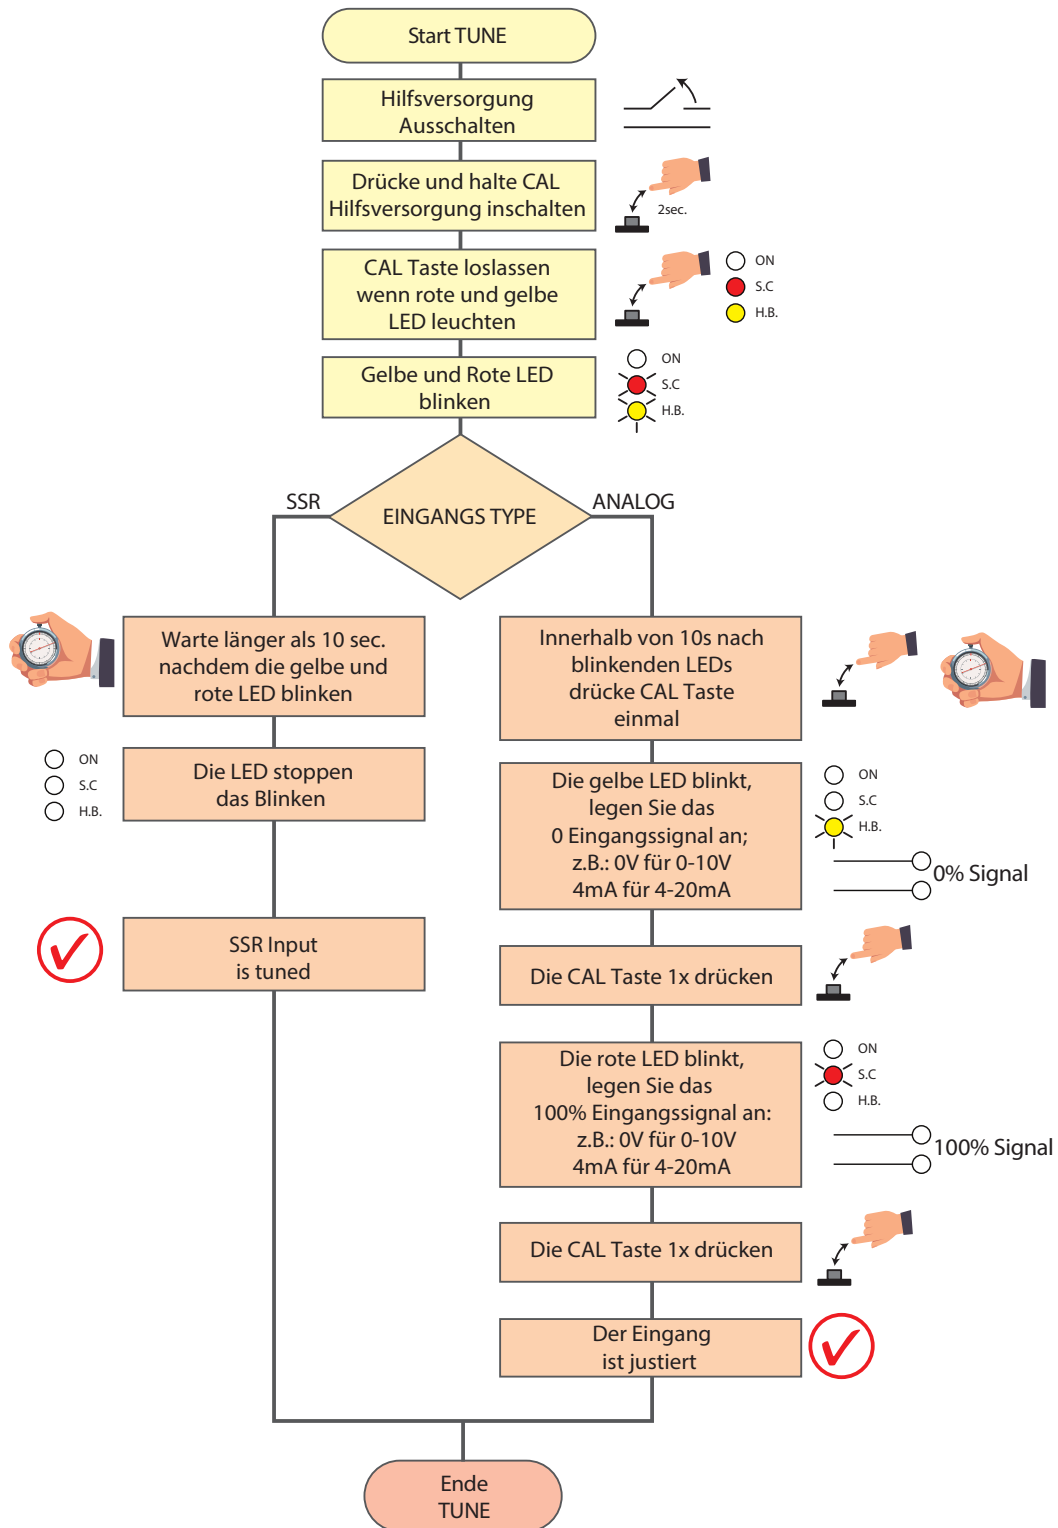 Start TUNE
Hilfsversorgung
Ausschalten
Drücke und halte CAL
Hilfsversorgung inschalten
2sec.
CAL Taste loslassen
wenn rote und gelbe
LED leuchten
ON
S.C
H.B.
Gelbe und Rote LED
blinken
ON
S.C
H.B.
SSR
EINGANGS TYPE
ANALOG
Warte länger als 10 sec.
nachdem die gelbe und
rote LED blinken
ON
S.C
H.B.
Die LED stoppen
das Blinken
SSR Input
is tuned
Innerhalb von 10s nach
blinkenden LEDs
drücke CAL Taste
einmal
Die gelbe LED blinkt,
legen Sie das
0 Eingangssignal an;
z.B.: 0V für 0-10V
4mA für 4-20mA
ON
S.C
H.B.
0% Signal
Die CAL Taste 1x drücken
Die rote LED blinkt,
legen Sie das
100% Eingangssignal an:
z.B.: 0V für 0-10V
4mA für 4-20mA
ON
S.C
H.B.
100% Signal
Die CAL Taste 1x drücken
Der Eingang
ist justiert
Ende
TUNE